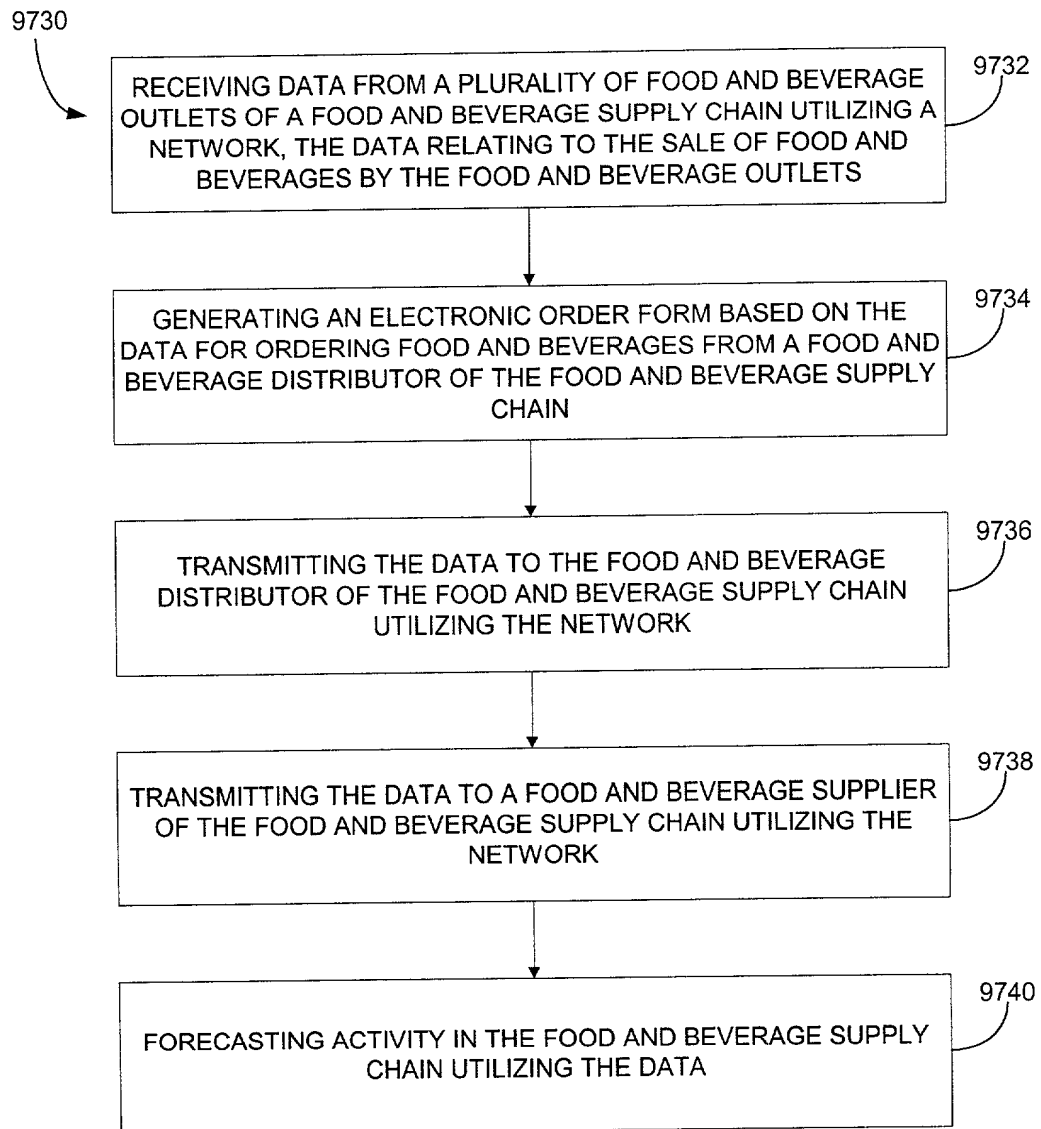 9730
9732
RECEIVING DATA FROM A PLURALITY OF FOOD AND BEVERAGE
OUTLETS OF A FOOD AND BEVERAGE SUPPLY CHAIN UTILIZING A
NETWORK, THE DATA RELATING TO THE SALE OF FOOD AND
BEVERAGES BY THE FOOD AND BEVERAGE OUTLETS
9734
GENERATING AN ELECTRONIC ORDER FORM BASED ON THE
DATA FOR ORDERING FOOD AND BEVERAGES FROM A FOOD AND
BEVERAGE DISTRIBUTOR OF THE FOOD AND BEVERAGE SUPPLY
CHAIN
9736
TRANSMITTING THE DATA TO THE FOOD AND BEVERAGE
DISTRIBUTOR OF THE FOOD AND BEVERAGE SUPPLY CHAIN
UTILIZING THE NETWORK
9738
TRANSMITTING THE DATA TO A FOOD AND BEVERAGE SUPPLIER
OF THE FOOD AND BEVERAGE SUPPLY CHAIN UTILIZING THE
NETWORK
9740
FORECASTING ACTIVITY IN THE FOOD AND BEVERAGE SUPPLY
CHAIN UTILIZING THE DATA